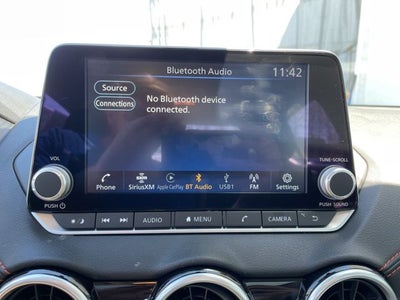 Bluetooth Audio
11:42
Source
Connections
No Bluetooth device
connected.
VOL
TUNE·SCROLL
Phone
SiriusXM
Apple CarPlay
BT Audio
USB1
FM
Settings
PUSH
PUSH SOUND
AUDIO
MENU
CAMERA